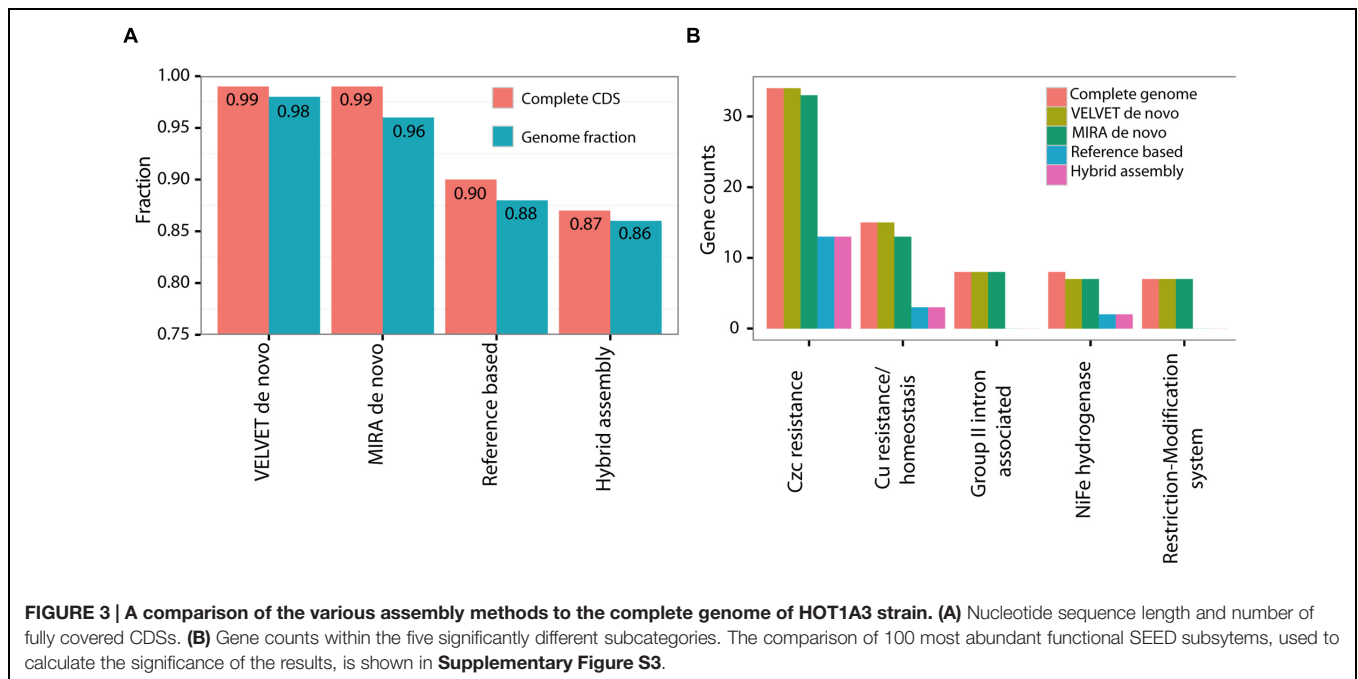 A
1.00
0.95
0.90
0.85
0.80
0.75
Fraction
0.99
0.98
0.99
0.96
0.90
0.88
0.87
0.86
Complete CDS
Genome fraction
VELVET de novo
MIRA de novo
Reference based
Hybrid assembly
B
30
20
10
0
Gene counts
Complete genome
VELVET de novo
MIRA de novo
Reference based
Hybrid assembly
Czc resistance
Cu resistance/
homeostasis
Group II intron
associated
NiFe hydrogenase
Restriction-Modification
system
FIGURE 3 | A comparison of the various assembly methods to the complete genome of HOT1A3 strain. (A) Nucleotide sequence length and number of
fully covered CDSs. (B) Gene counts within the five significantly different subcategories. The comparison of 100 most abundant functional SEED subsytems, used to
calculate the significance of the results, is shown in Supplementary Figure S3.